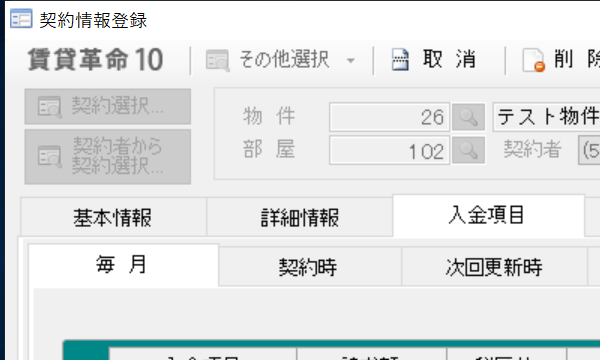 契約情報登録
賃貸革命10 その他選択 取 消 削 除
契約選択...
契約者から
契約選択...
物 件 26 テスト物件
部 屋 102 契約者 (5
基本情報 詳細情報 入金項目
毎 月 契約時 次回更新時